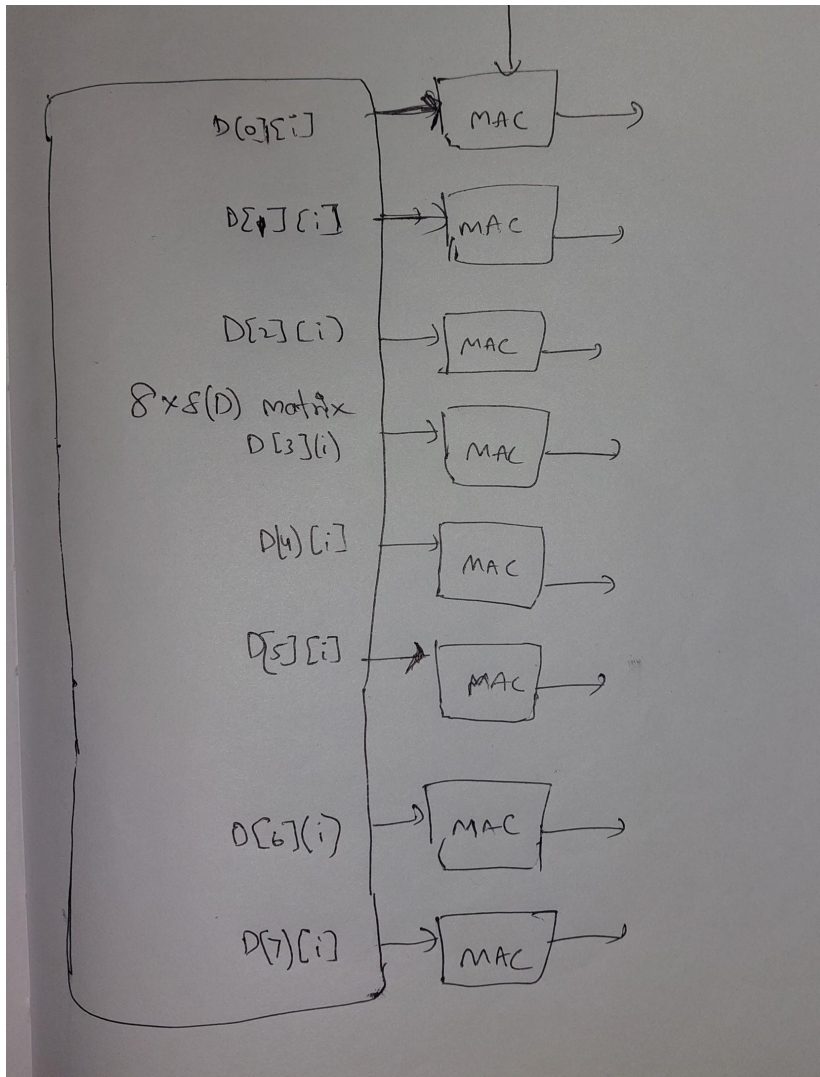 D[0][i] MAC
D[1][i] MAC
D[2](i) MAC
8×8(D) matrix
D[3](i) MAC
D(4)[i] MAC
D[5][i] MAC
D[6](i) MAC
D(7)[i] MAC